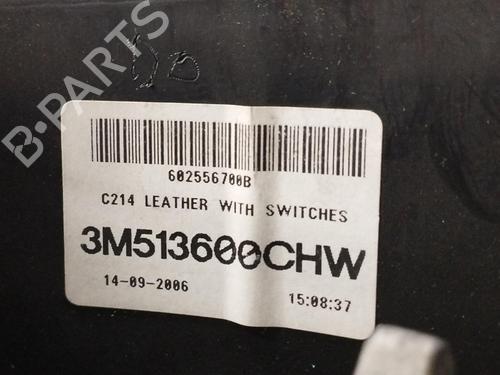 B-PARTS
602556700B
C214 LEATHER WITH SWITCHES
3M513600CHW
14-09-2006 15:08:37